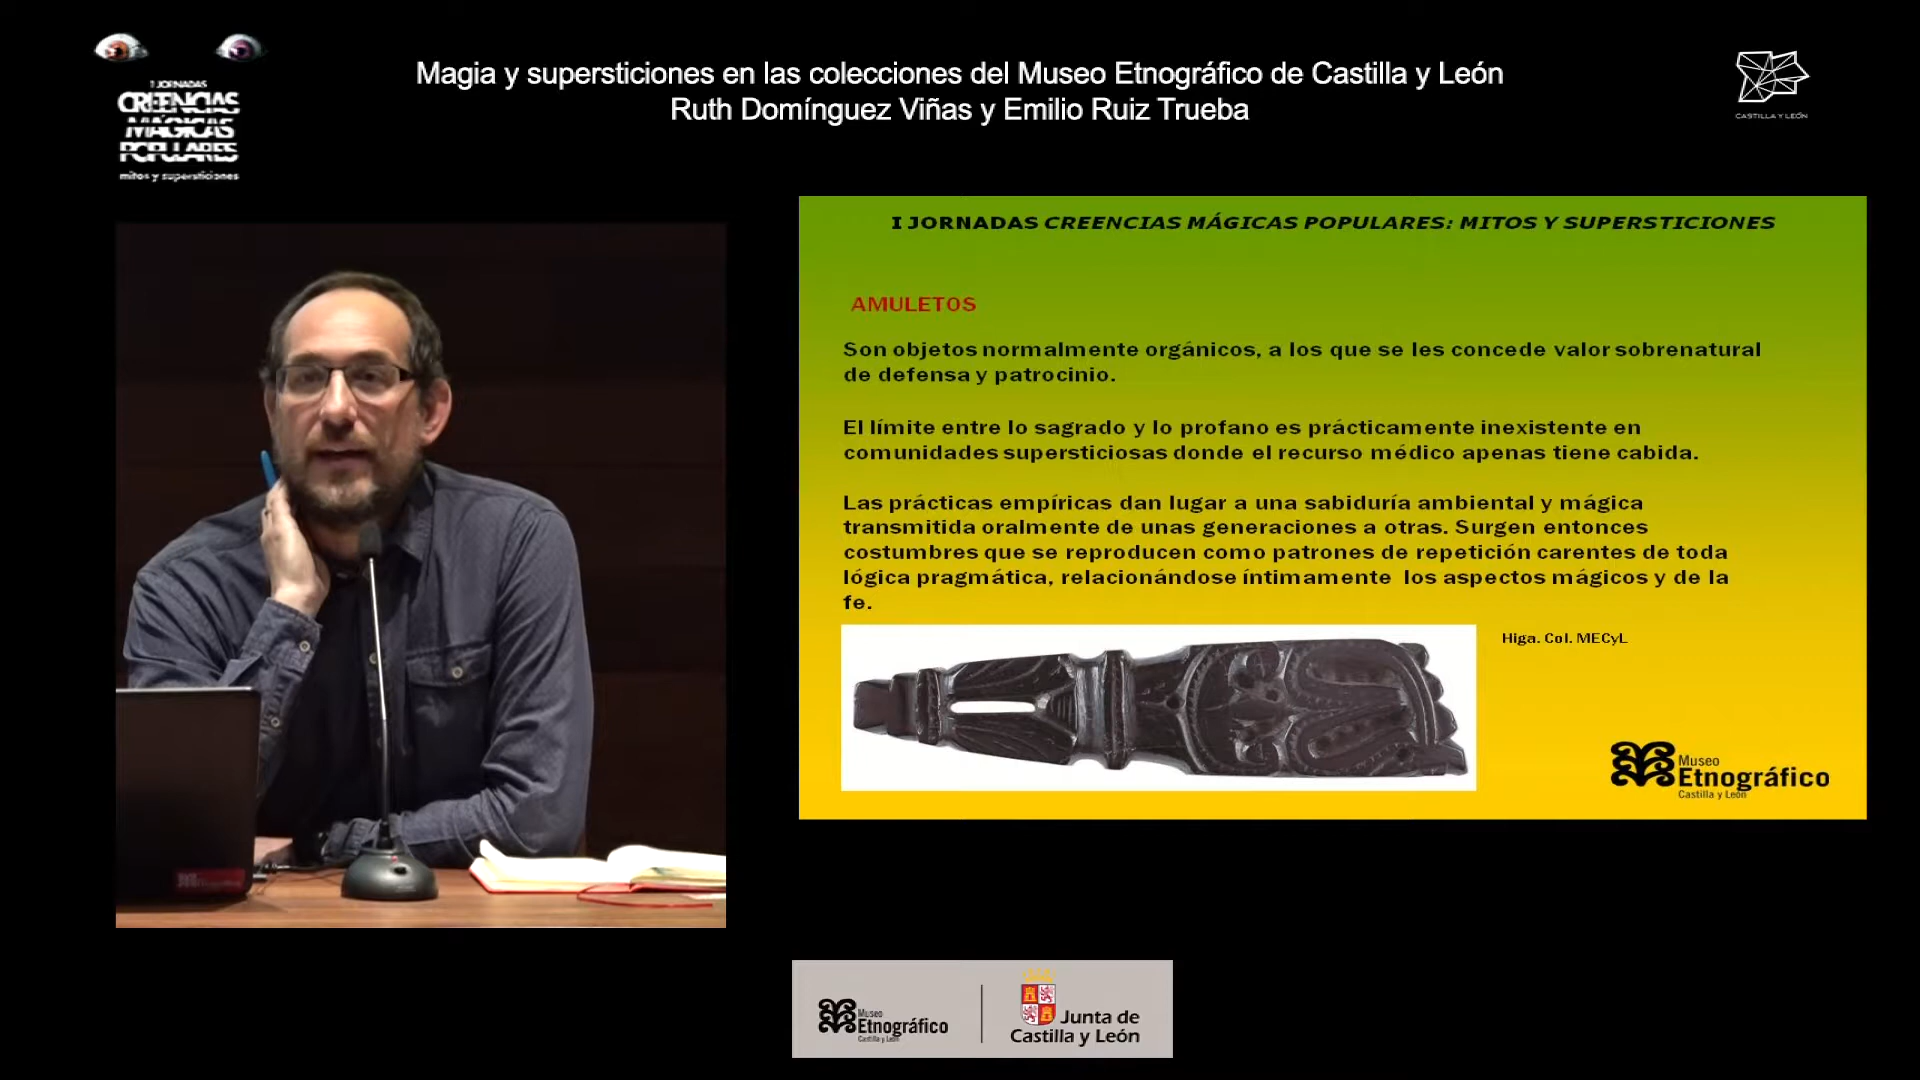 I JORNADAS
CREENCIAS
MÁGICAS
POPULARES
mitos y supersticiones
Magia y supersticiones en las colecciones del Museo Etnográfico de Castilla y León
Ruth Domínguez Viñas y Emilio Ruiz Trueba
CASTILLA Y LEÓN
I JORNADAS CREENCIAS MÁGICAS POPULARES: MITOS Y SUPERSTICIONES
AMULETOS
Son objetos normalmente orgánicos, a los que se les concede valor sobrenatural
de defensa y patrocinio.
El límite entre lo sagrado y lo profano es prácticamente inexistente en
comunidades supersticiosas donde el recurso médico apenas tiene cabida.
Las prácticas empíricas dan lugar a una sabiduría ambiental y mágica
transmitida oralmente de unas generaciones a otras. Surgen entonces
costumbres que se reproducen como patrones de repetición carentes de toda
lógica pragmática, relacionándose íntimamente los aspectos mágicos y de la
fe.
Higa. Col. MECyL
Museo
Etnográfico
Castilla y León
Museo
Etnográfico
Castilla y León
Junta de
Castilla y León